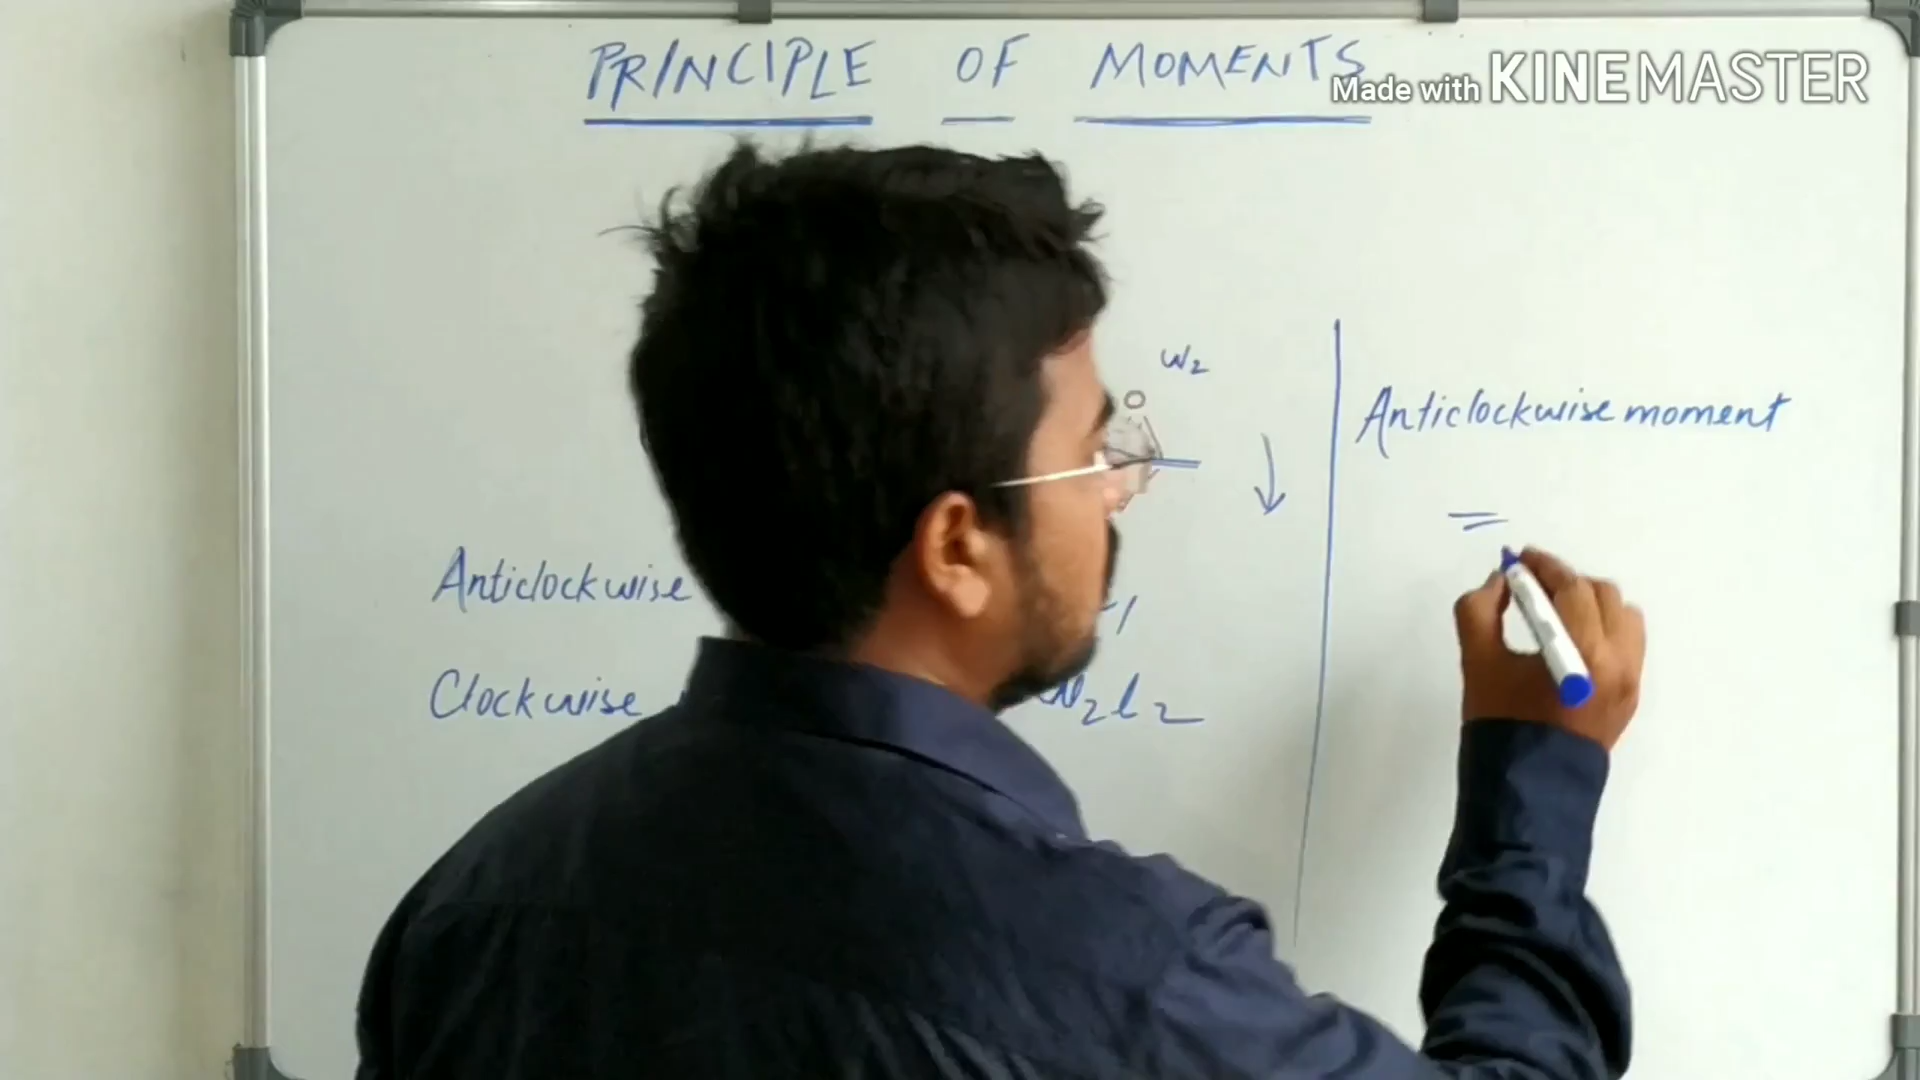 PRINCIPLE OF MOMENTS
Made with KINEMASTER
W₂
Anticlockwise moment
=
Anticlockwise
Clockwise W₂l₂